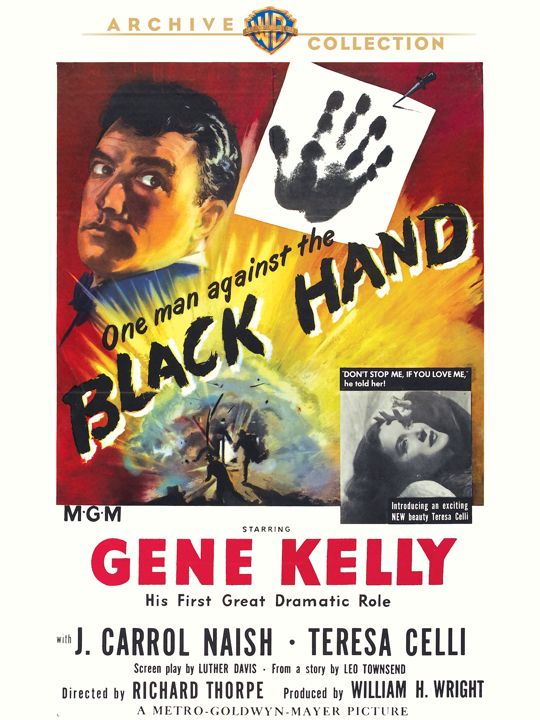 ARCHIVE WB COLLECTION
One man against the
BLACK HAND
"DON'T STOP ME, IF YOU LOVE ME,"
he told her!
Introducing an exciting
NEW beauty Teresa Celli
M-G-M
STARRING
GENE KELLY
His First Great Dramatic Role
with J. CARROL NAISH · TERESA CELLI
Screen play by LUTHER DAVIS · From a story by LEO TOWNSEND
Directed by RICHARD THORPE Produced by WILLIAM H. WRIGHT
A METRO-GOLDWYN-MAYER PICTURE